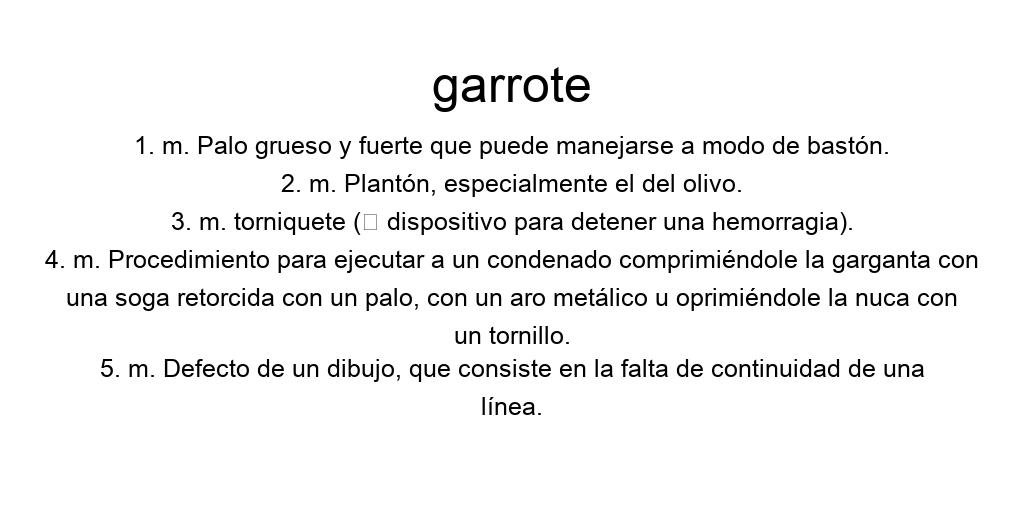 garrote
1. m. Palo grueso y fuerte que puede manejarse a modo de bastón.
2. m. Plantón, especialmente el del olivo.
3. m. torniquete (▯ dispositivo para detener una hemorragia).
4. m. Procedimiento para ejecutar a un condenado comprimiéndole la garganta con
una soga retorcida con un palo, con un aro metálico u oprimiéndole la nuca con
un tornillo.
5. m. Defecto de un dibujo, que consiste en la falta de continuidad de una
línea.